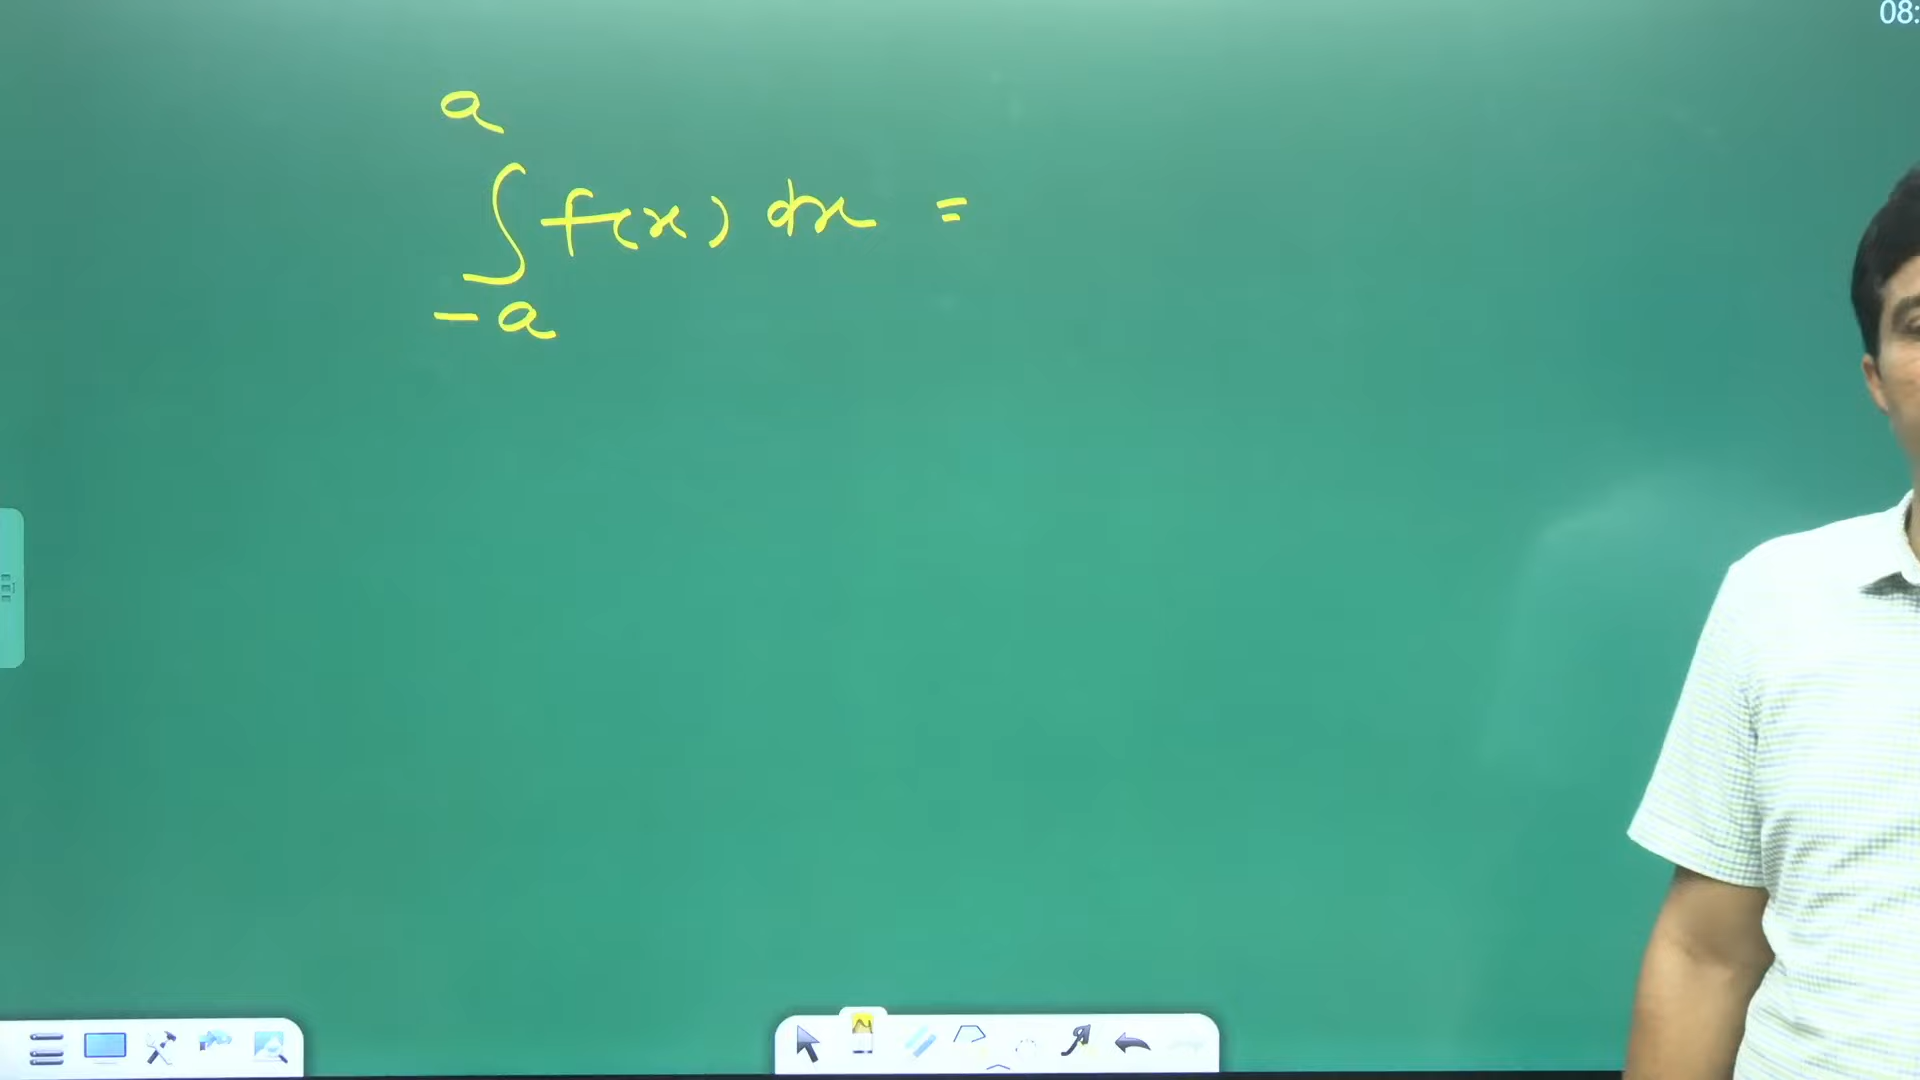 a
∫ f(x) dx =
-a
08: